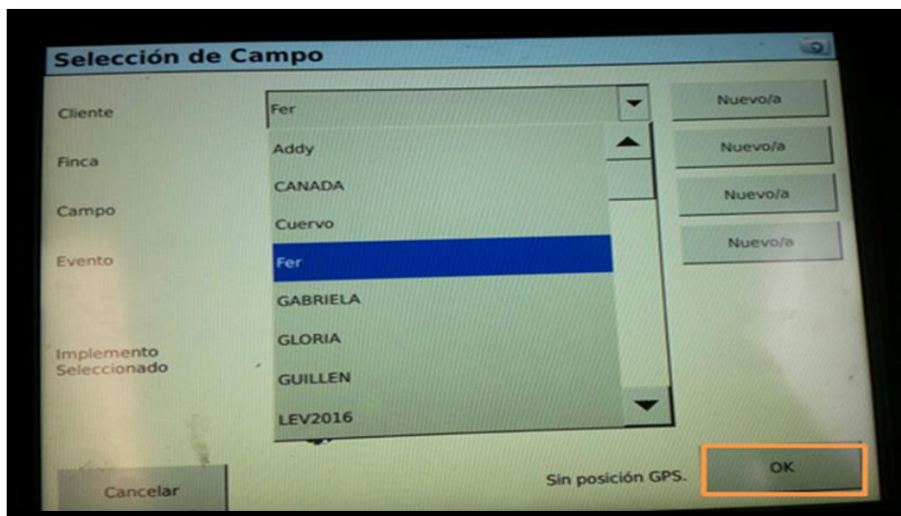 Selección de Campo
Cliente
Fer
Nuevo/a
Addy
Nuevo/a
Finca
CANADA
Nuevo/a
Campo
Cuervo
Nuevo/a
Evento
Fer
GABRIELA
GLORIA
Implemento
Seleccionado
GUILLEN
LEV2016
Cancelar
Sin posición GPS.
OK